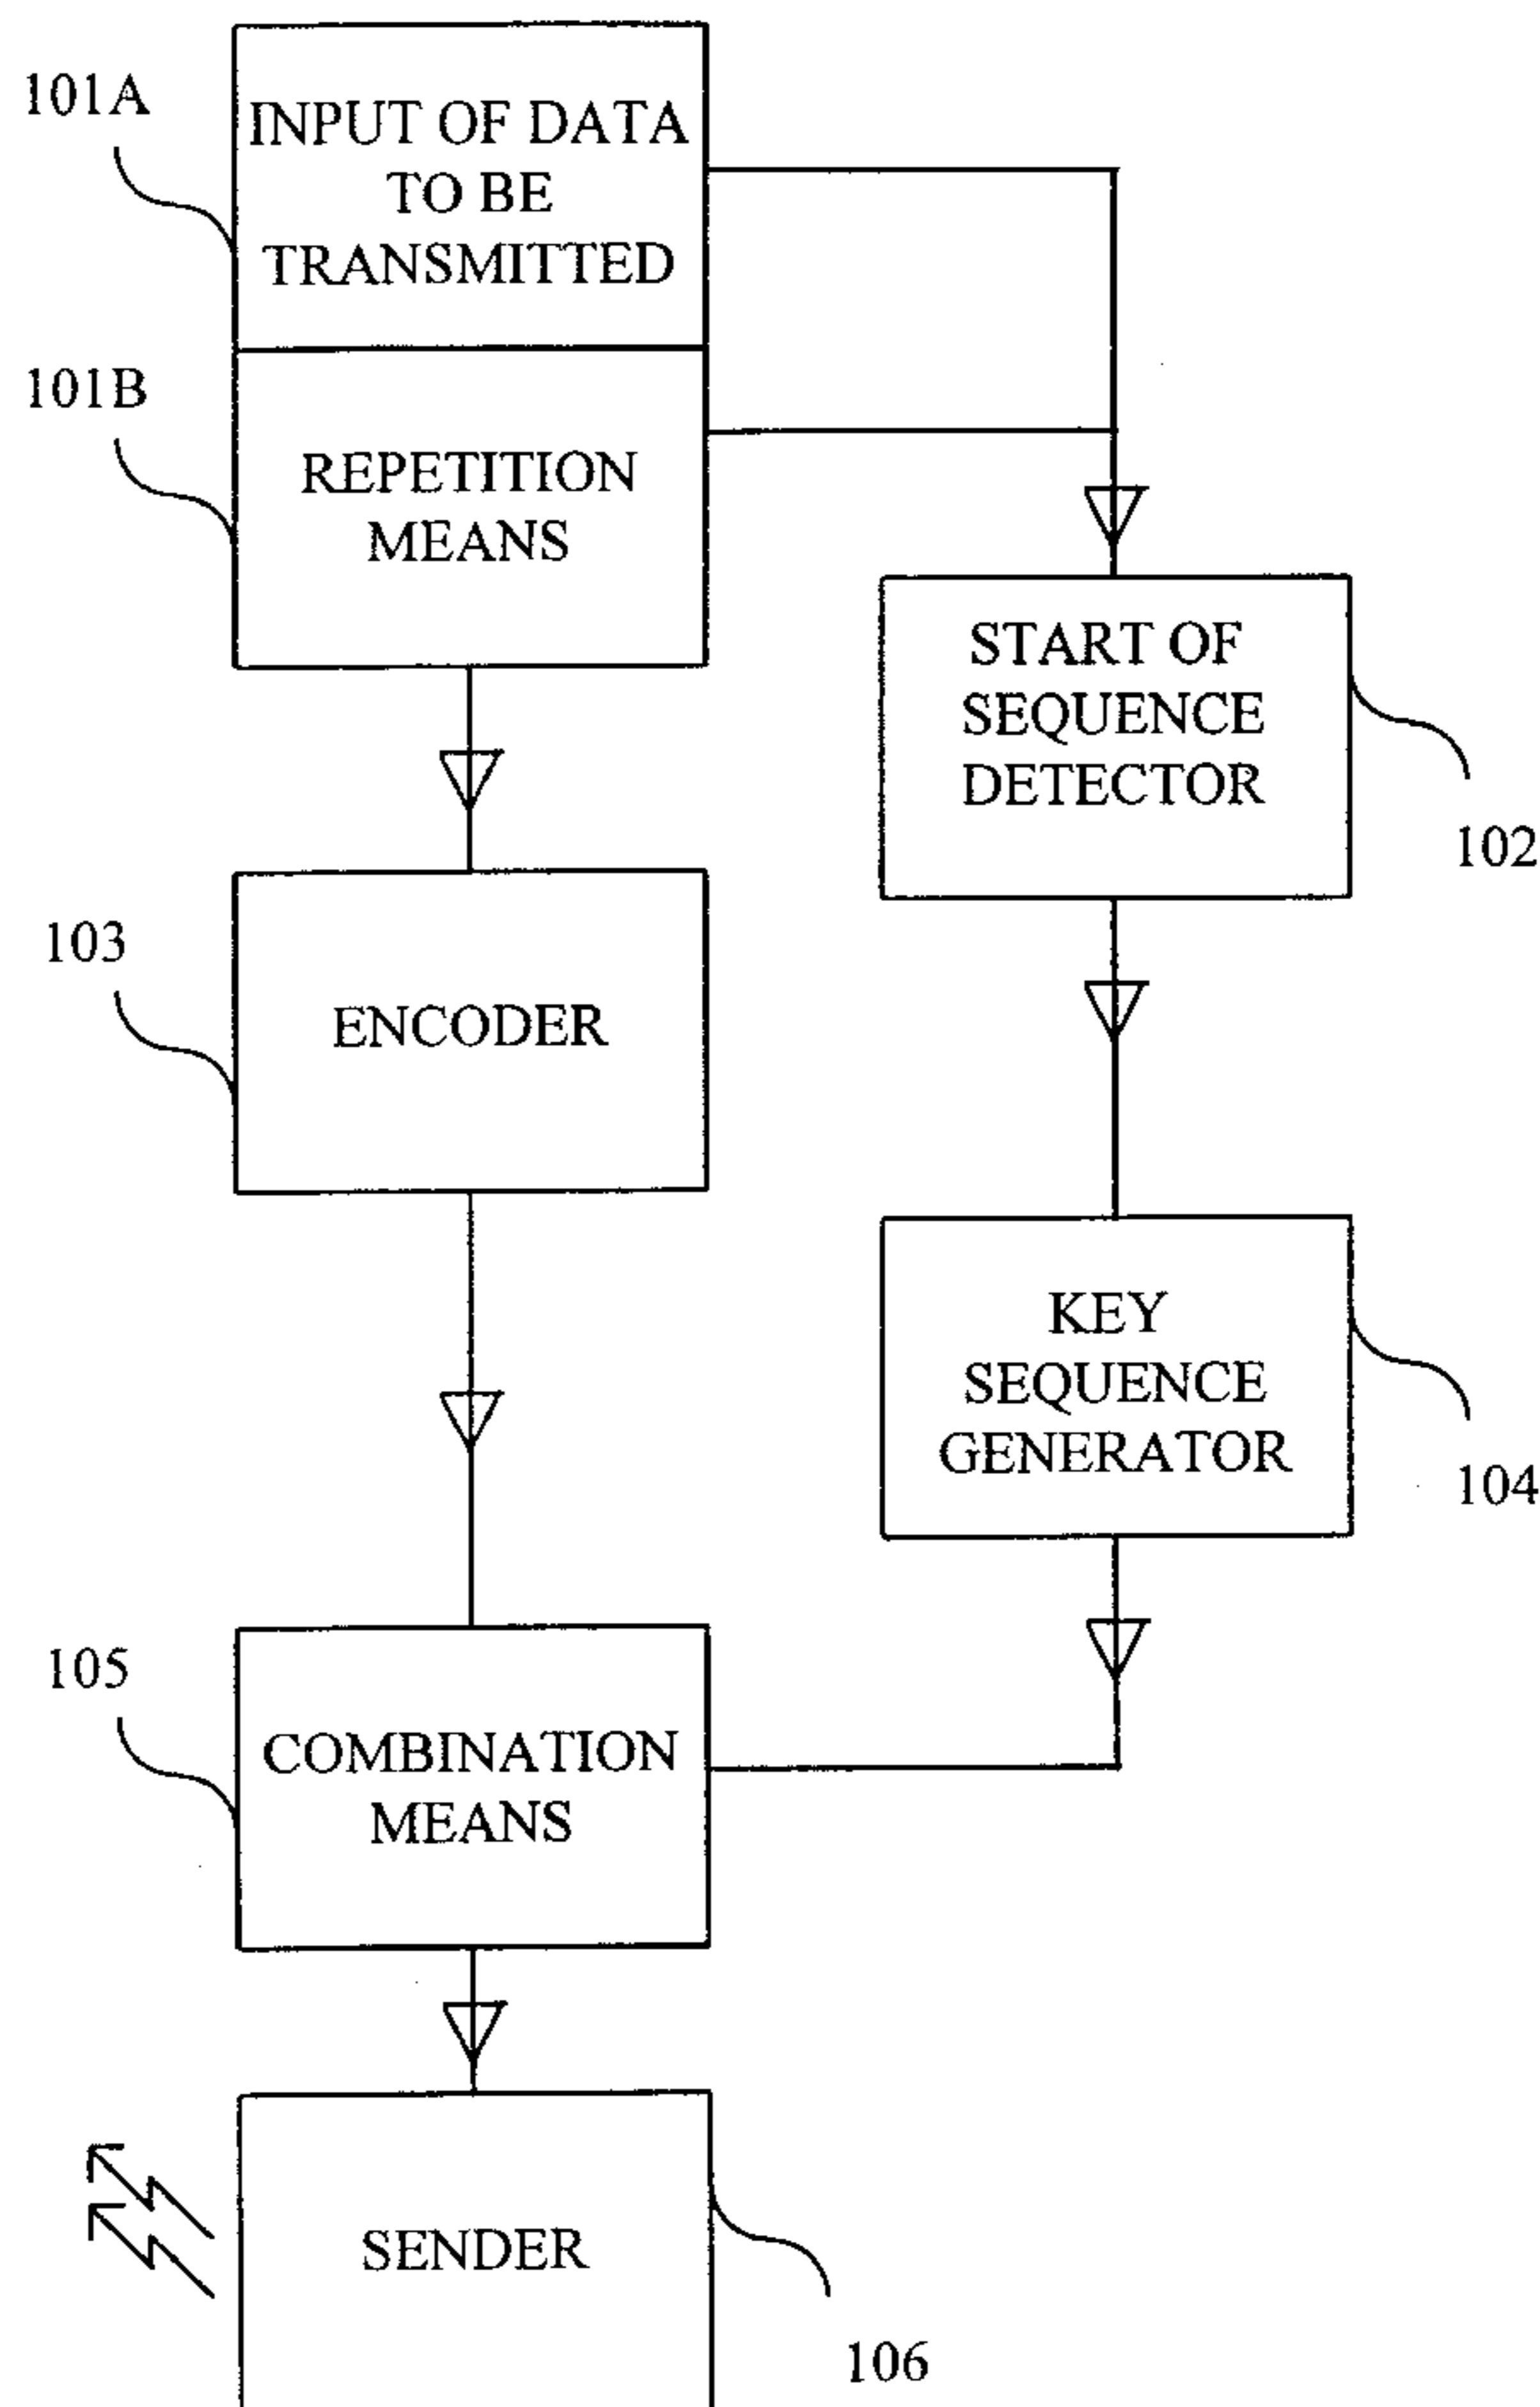 101A
INPUT OF DATA
TO BE
TRANSMITTED
101B
REPETITION
MEANS
START OF
SEQUENCE
DETECTOR
102
103
ENCODER
KEY
SEQUENCE
GENERATOR
104
105
COMBINATION
MEANS
SENDER
106